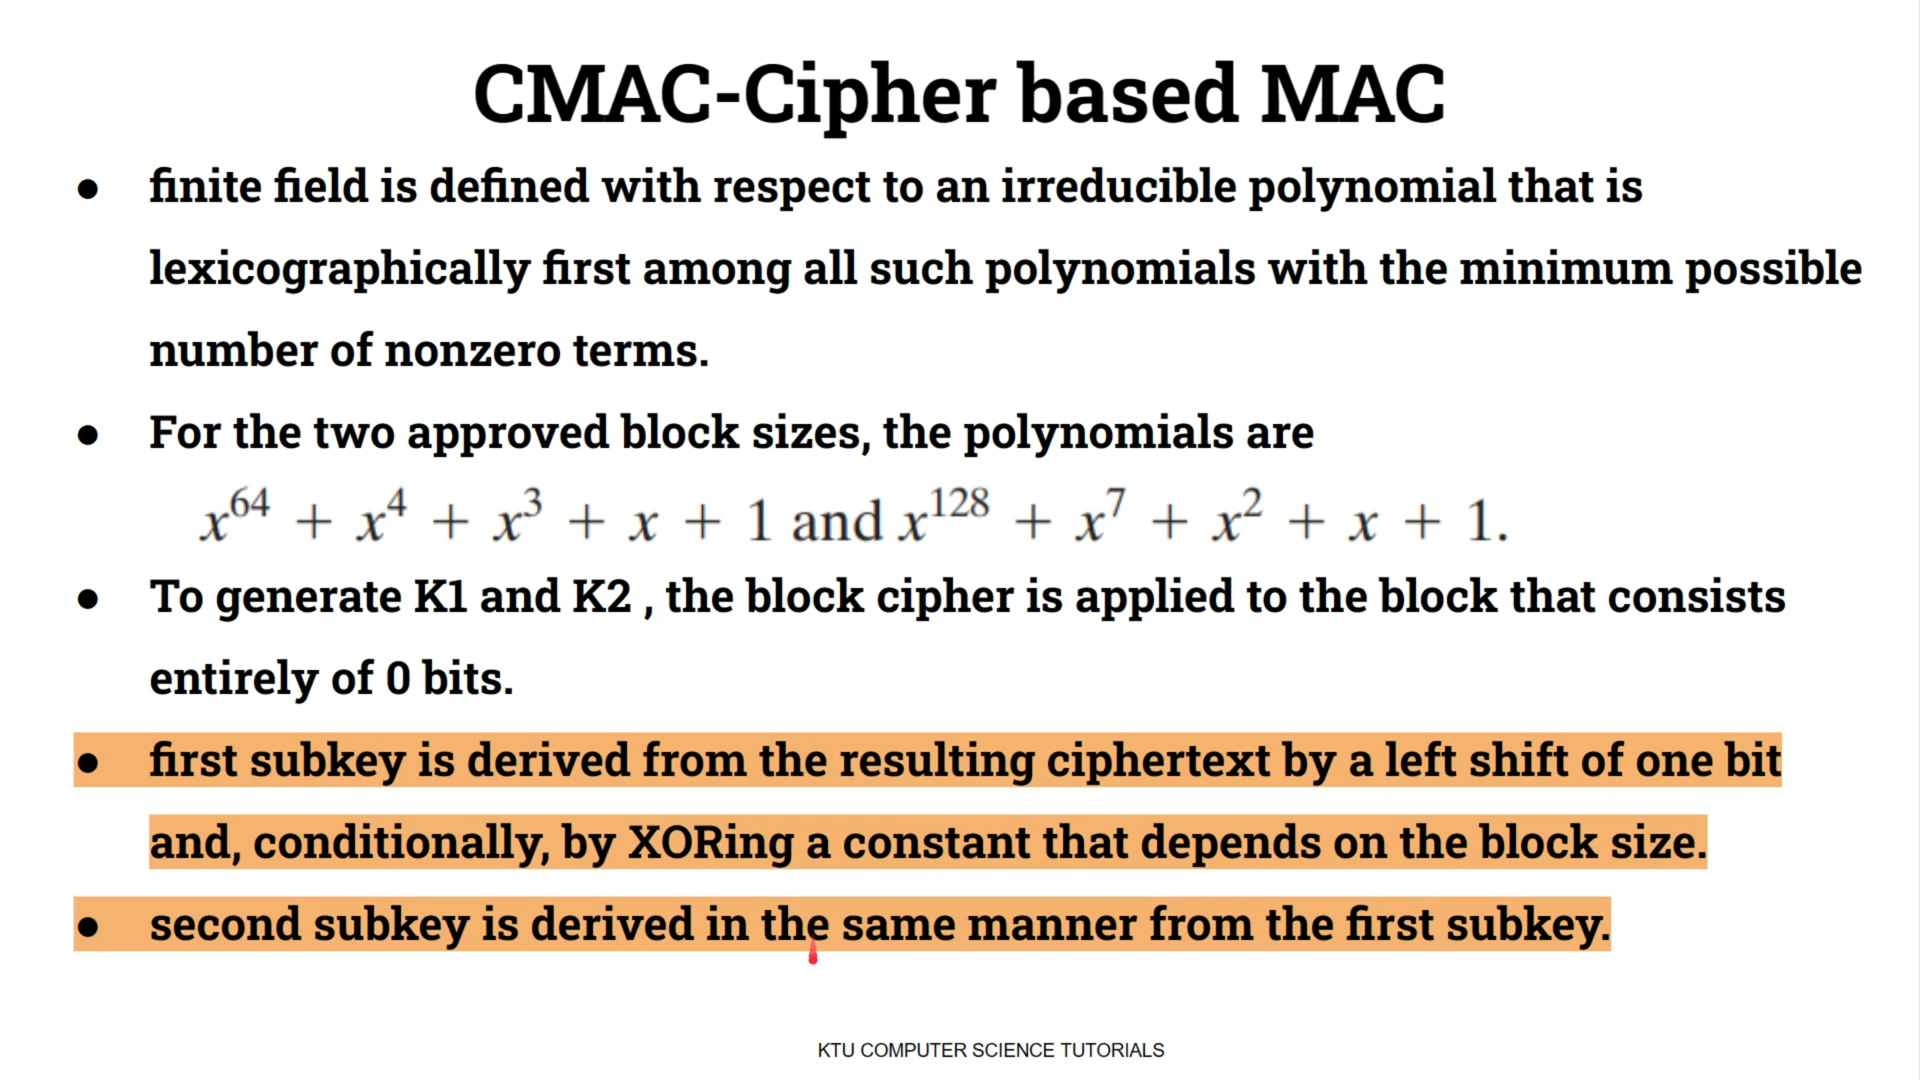 CMAC-Cipher based MAC
● finite field is defined with respect to an irreducible polynomial that is
lexicographically first among all such polynomials with the minimum possible
number of nonzero terms.
● For the two approved block sizes, the polynomials are
x^64 + x^4 + x^3 + x + 1 and x^128 + x^7 + x^2 + x + 1.
● To generate K1 and K2 , the block cipher is applied to the block that consists
entirely of 0 bits.
● first subkey is derived from the resulting ciphertext by a left shift of one bit
and, conditionally, by XORing a constant that depends on the block size.
● second subkey is derived in the same manner from the first subkey.
KTU COMPUTER SCIENCE TUTORIALS